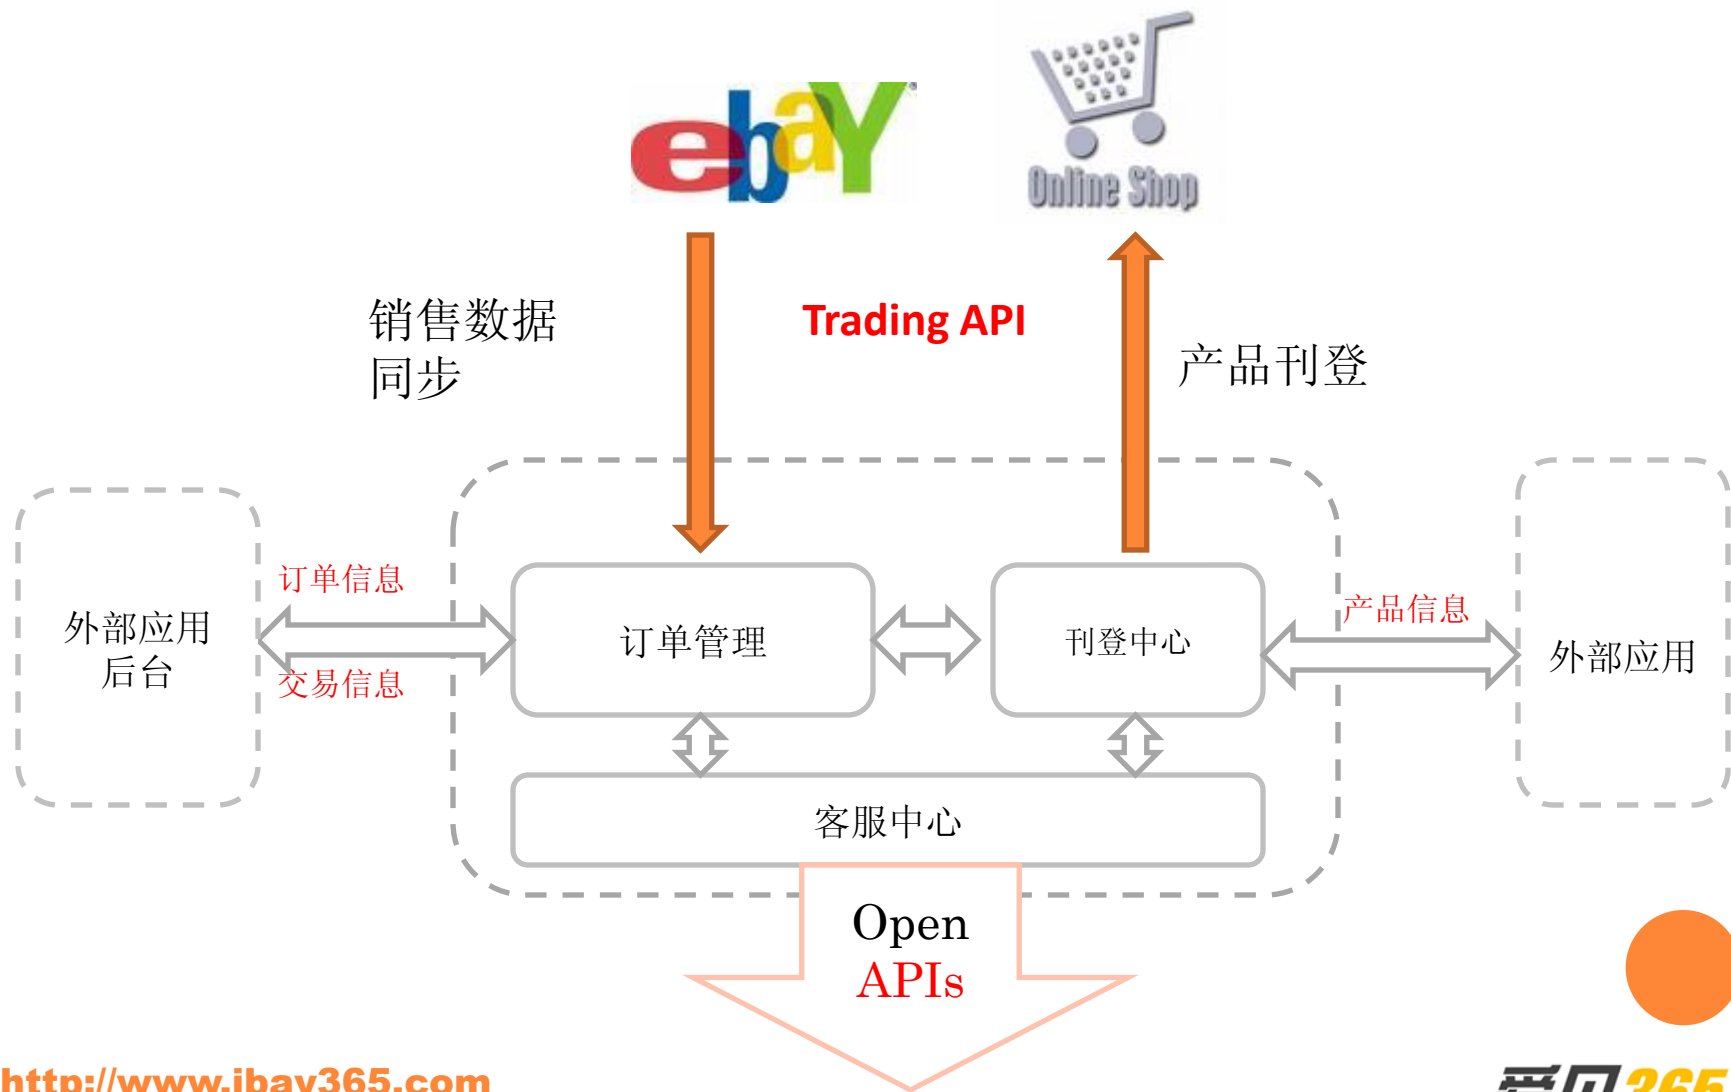 ebaY
Online Shop
销售数据
同步
Trading API
产品刊登
外部应用
后台
订单信息
交易信息
订单管理
刊登中心
产品信息
外部应用
客服中心
Open
APIs
http://www.ibay365.com
365